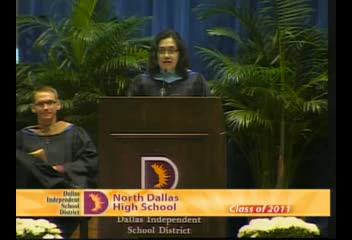 Dallas
Independent
School
District
North Dallas
High School
Class of 2011
Dallas Independent
School District